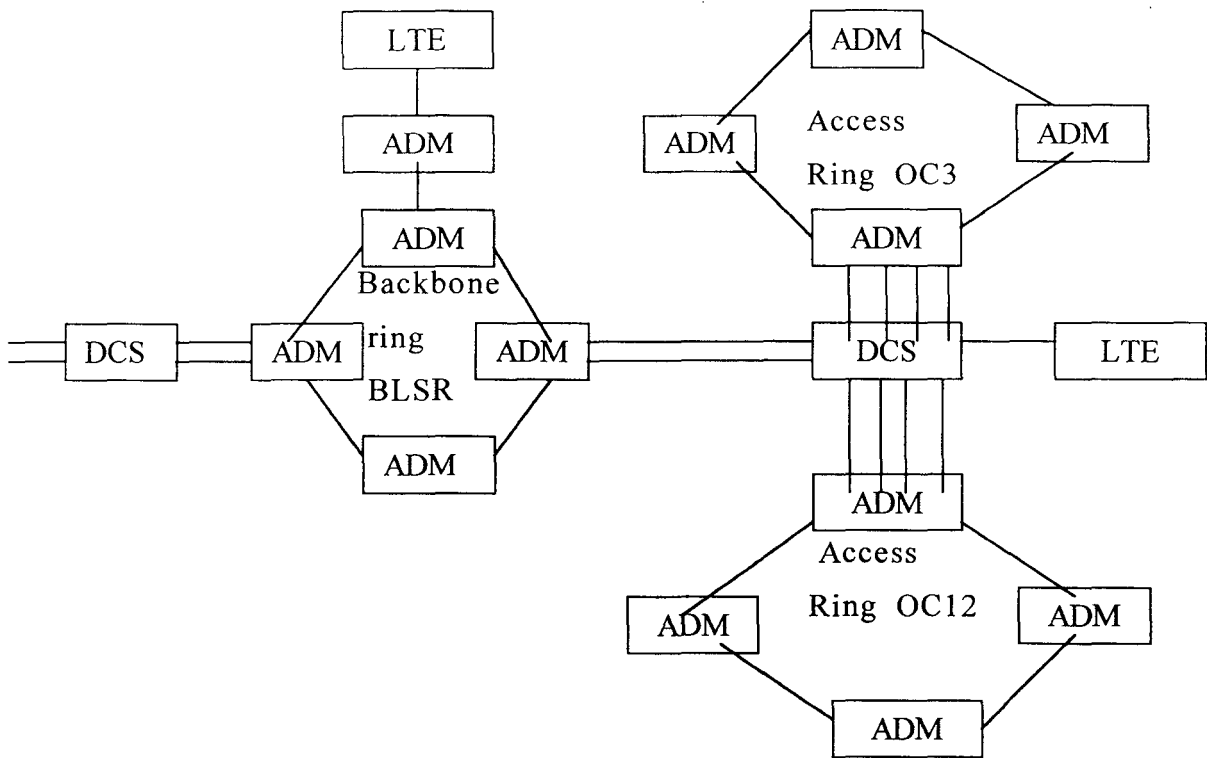 LTE
ADM
ADM
Backbone
ring
BLSR
ADM
ADM
ADM
DCS
ADM
ADM
Access
Ring OC3
ADM
ADM
DCS
LTE
ADM
Access
Ring OC12
ADM
ADM
ADM